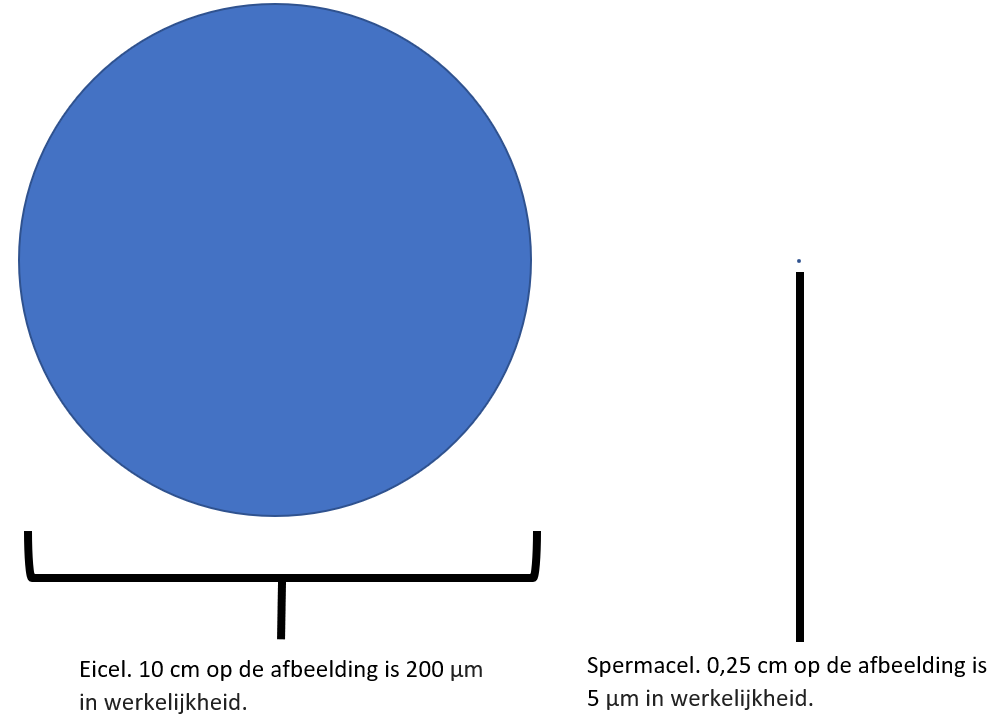 Eicel. 10 cm op de afbeelding is 200 µm
in werkelijkheid.
Spermacel. 0,25 cm op de afbeelding is
5 µm in werkelijkheid.